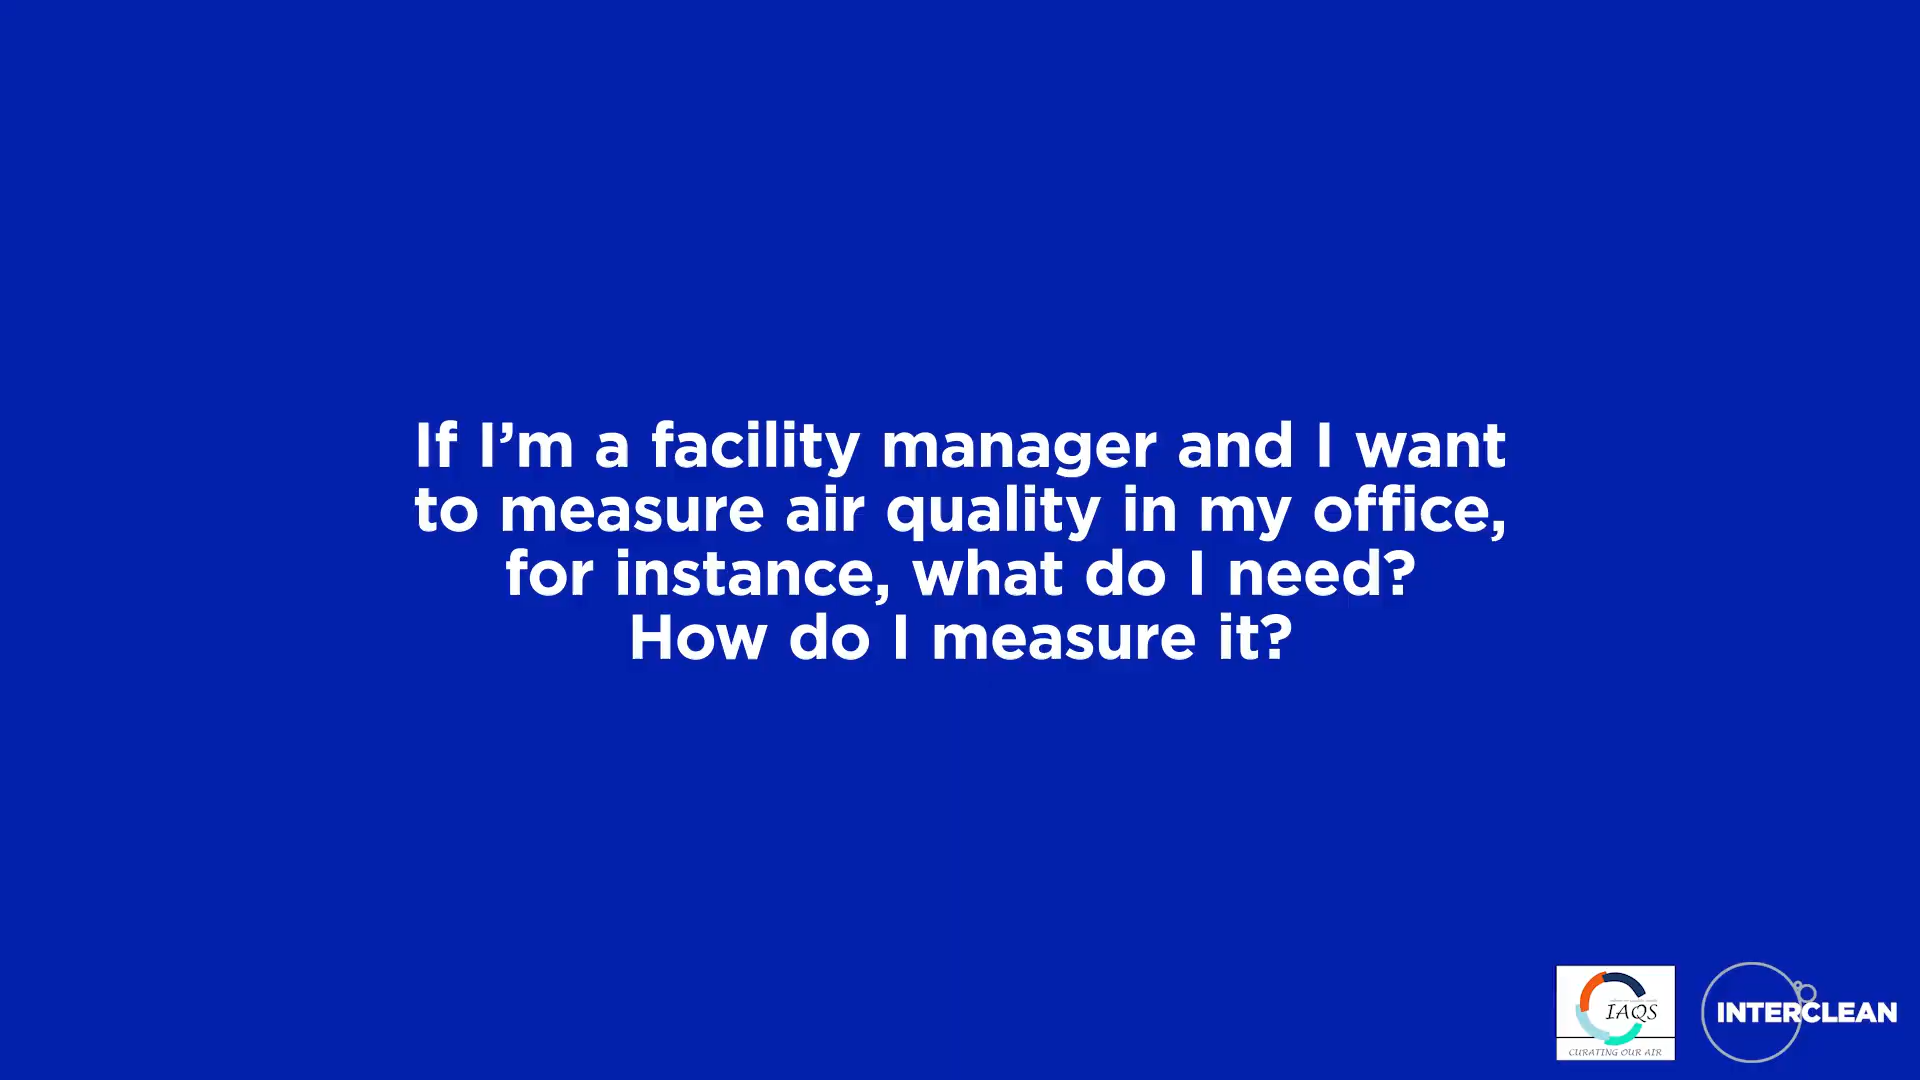 If I’m a facility manager and I want
to measure air quality in my office,
for instance, what do I need?
How do I measure it?
IAQS
CURATING OUR AIR
INTERCLEAN